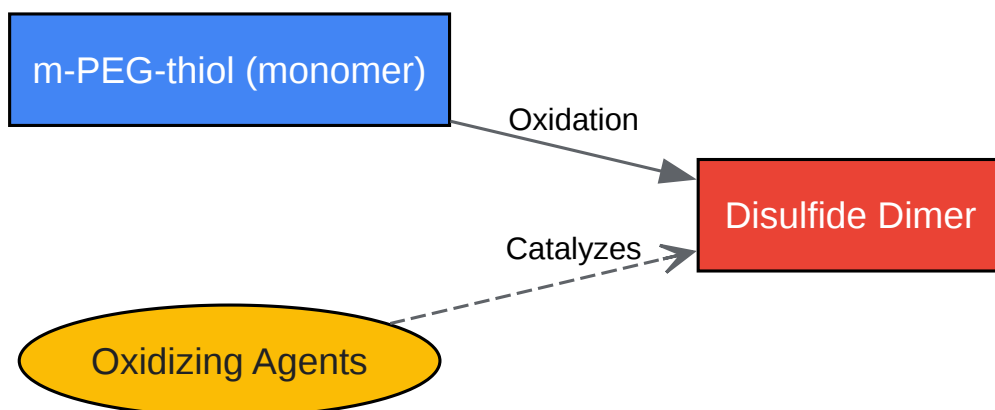 m-PEG-thiol (monomer)
Oxidation
Disulfide Dimer
Catalyzes
Oxidizing Agents